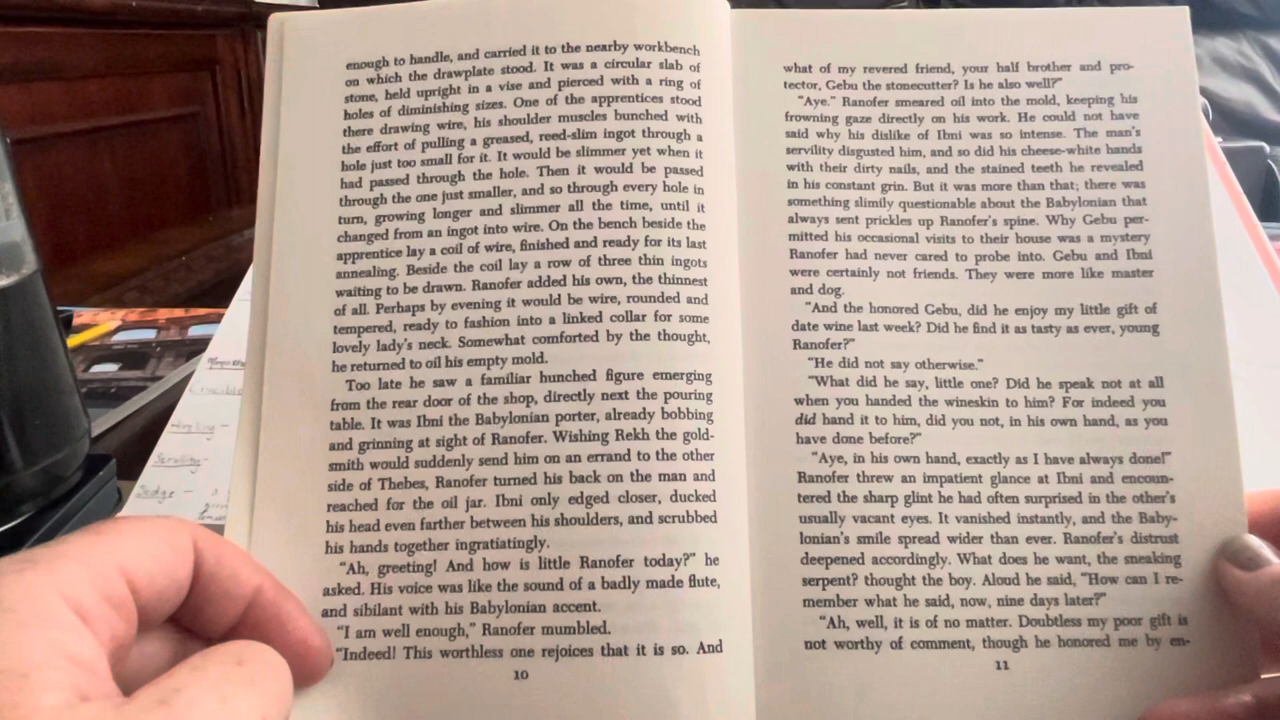 enough to handle, and carried it to the nearby workbench
on which the drawplate stood. It was a circular slab of
stone, held upright in a vise and pierced with a ring of
holes of diminishing sizes. One of the apprentices stood
there drawing wire, his shoulder muscles bunched with
the effort of pulling a greased, reed-slim ingot through a
hole just too small for it. It would be slimmer yet when it
had passed through the hole. Then it would be passed
through the one just smaller, and so through every hole in
turn, growing longer and slimmer all the time, until it
changed from an ingot into wire. On the bench beside the
apprentice lay a coil of wire, finished and ready for its last
annealing. Beside the coil lay a row of three thin ingots
waiting to be drawn. Ranofer added his own, the thinnest
of all. Perhaps by evening it would be wire, rounded and
tempered, ready to fashion into a linked collar for some
lovely lady's neck. Somewhat comforted by the thought,
he returned to oil his empty mold.
Too late he saw a familiar hunched figure emerging
from the rear door of the shop, directly next the pouring
table. It was Ibni the Babylonian porter, already bobbing
and grinning at sight of Ranofer. Wishing Rekh the gold-
smith would suddenly send him on an errand to the other
side of Thebes, Ranofer turned his back on the man and
reached for the oil jar. Ibni only edged closer, ducked
his head even farther between his shoulders, and scrubbed
his hands together ingratiatingly.
"Ah, greeting! And how is little Ranofer today?" he
asked. His voice was like the sound of a badly made flute,
and sibilant with his Babylonian accent.
"I am well enough," Ranofer mumbled.
"Indeed! This worthless one rejoices that it is so. And
10
what of my revered friend, your half brother and pro-
tector, Gebu the stonecutter? Is he also well?"
"Aye." Ranofer smeared oil into the mold, keeping his
frowning gaze directly on his work. He could not have
said why his dislike of Ibni was so intense. The man's
servility disgusted him, and so did his cheese-white hands
with their dirty nails, and the stained teeth he revealed
in his constant grin. But it was more than that; there was
something slimily questionable about the Babylonian that
always sent prickles up Ranofer's spine. Why Gebu per-
mitted his occasional visits to their house was a mystery
Ranofer had never cared to probe into. Gebu and Ibni
were certainly not friends. They were more like master
and dog.
"And the honored Gebu, did he enjoy my little gift of
date wine last week? Did he find it as tasty as ever, young
Ranofer?"
"He did not say otherwise."
"What did he say, little one? Did he speak not at all
when you handed the wineskin to him? For indeed you
did hand it to him, did you not, in his own hand, as you
have done before?"
"Aye, in his own hand, exactly as I have always done!"
Ranofer threw an impatient glance at Ibni and encoun-
tered the sharp glint he had often surprised in the other's
usually vacant eyes. It vanished instantly, and the Baby-
lonian's smile spread wider than ever. Ranofer's distrust
deepened accordingly. What does he want, the sneaking
serpent? thought the boy. Aloud he said, "How can I re-
member what he said, now, nine days later?"
"Ah, well, it is of no matter. Doubtless my poor gift is
not worthy of comment, though he honored me by en-
11